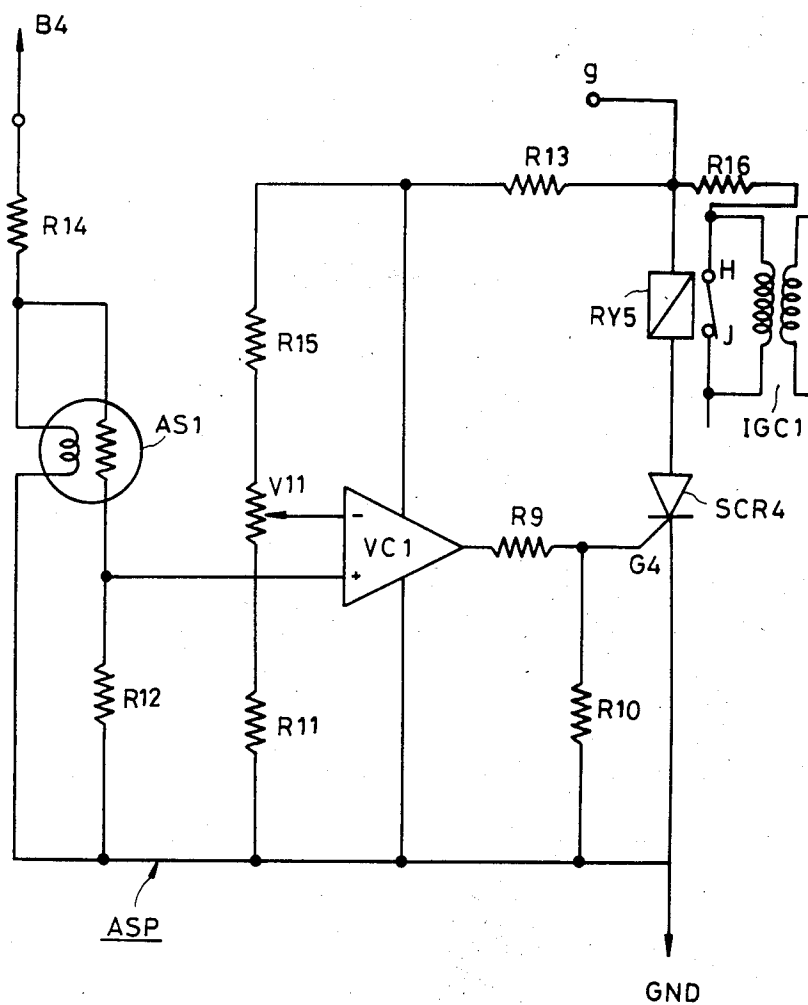 B4
g
R13
R16
R14
H
RY5
J
R15
IGC1
AS1
V11
SCR4
-
VC1
R9
+
G4
R12
R11
R10
ASP
GND